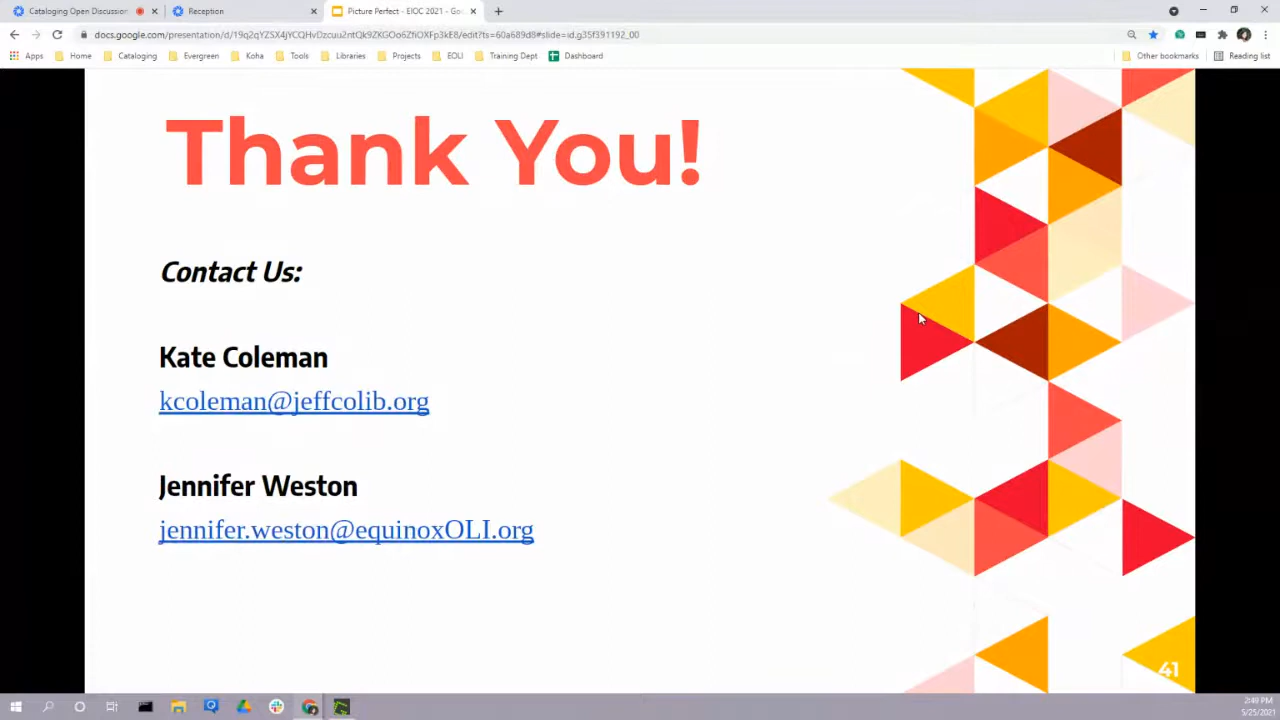 Cataloging Open Discussion
Reception
Picture Perfect - EIOC 2021 - Go
docs.google.com/presentation/d/19q2qYZSX4jYCQHvDzcuu2ntQk9ZKGOo6ZfiOXFp3kE8/edit?ts=60a689d8#slide=id.g35f391192_00
Apps Home Cataloging Evergreen Koha Tools Libraries Projects EOLI Training Dept Dashboard Other bookmarks Reading list
Thank You!
Contact Us:
Kate Coleman
kcoleman@jeffcolib.org
Jennifer Weston
jennifer.weston@equinoxOLI.org
41
2:49 PM
5/25/2021